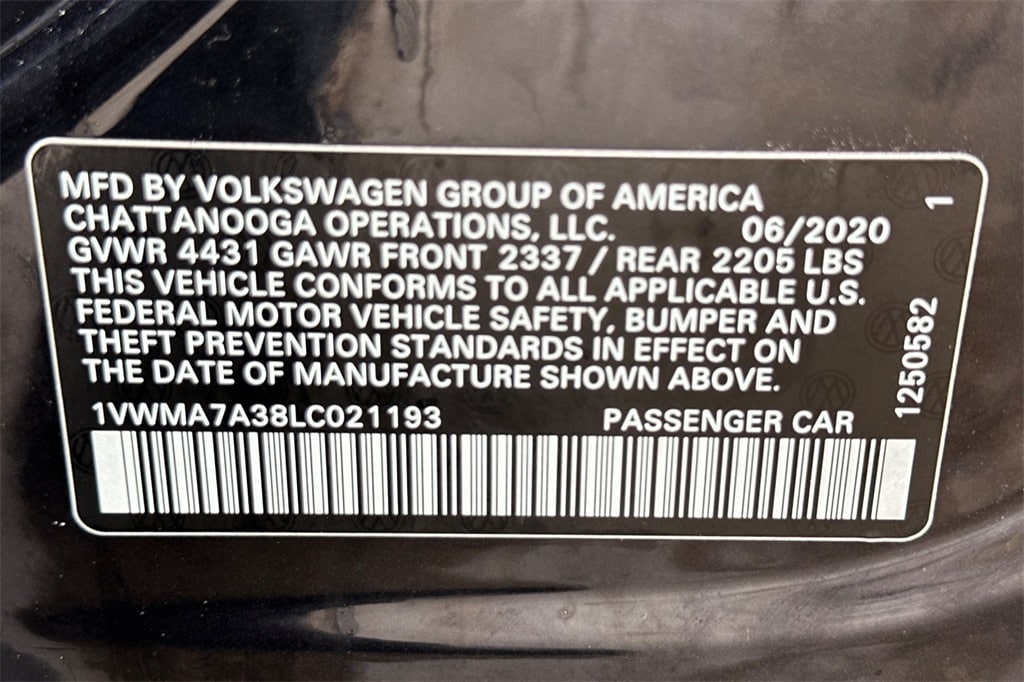 MFD BY VOLKSWAGEN GROUP OF AMERICA
CHATTANOOGA OPERATIONS, LLC. 06/2020
GVWR 4431 GAWR FRONT 2337 / REAR 2205 LBS
THIS VEHICLE CONFORMS TO ALL APPLICABLE U.S.
FEDERAL MOTOR VEHICLE SAFETY, BUMPER AND
THEFT PREVENTION STANDARDS IN EFFECT ON
THE DATE OF MANUFACTURE SHOWN ABOVE.
1VWMA7A38LC021193 PASSENGER CAR
1250582 1